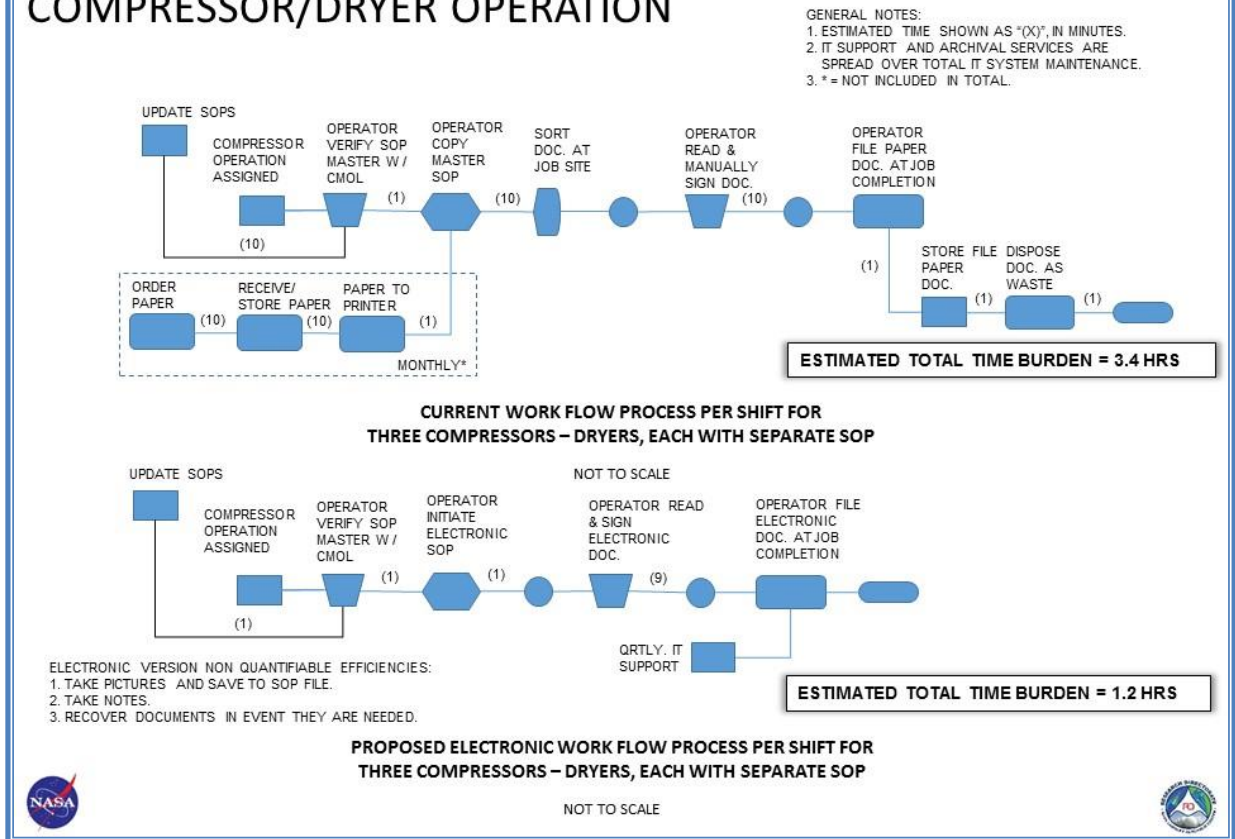 COMPRESSOR/DRYER OPERATION
GENERAL NOTES:
1. ESTIMATED TIME SHOWN AS “(X)”, IN MINUTES.
2. IT SUPPORT AND ARCHIVAL SERVICES ARE
SPREAD OVER TOTAL IT SYSTEM MAINTENANCE.
3. * = NOT INCLUDED IN TOTAL.
UPDATE SOPS
COMPRESSOR
OPERATION
ASSIGNED
OPERATOR
VERIFY SOP
MASTER W/
CMOL
OPERATOR
COPY
MASTER
SOP
SORT
DOC. AT
JOB SITE
OPERATOR
READ &
MANUALLY
SIGN DOC.
OPERATOR
FILE PAPER
DOC. AT JOB
COMPLETION
(1)
(10)
(10)
(10)
(1)
STORE FILE
PAPER
DOC.
DISPOSE
DOC. AS
WASTE
(1)
(1)
ORDER
PAPER
(10)
RECEIVE/
STORE PAPER
(10)
PAPER TO
PRINTER
(1)
MONTHLY*
ESTIMATED TOTAL TIME BURDEN = 3.4 HRS
CURRENT WORK FLOW PROCESS PER SHIFT FOR
THREE COMPRESSORS – DRYERS, EACH WITH SEPARATE SOP
NOT TO SCALE
UPDATE SOPS
COMPRESSOR
OPERATION
ASSIGNED
OPERATOR
VERIFY SOP
MASTER W/
CMOL
OPERATOR
INITIATE
ELECTRONIC
SOP
OPERATOR READ
& SIGN
ELECTRONIC
DOC.
OPERATOR FILE
ELECTRONIC
DOC. AT JOB
COMPLETION
(1)
(1)
(9)
(1)
QRTLY. IT
SUPPORT
ELECTRONIC VERSION NON QUANTIFIABLE EFFICIENCIES:
1. TAKE PICTURES AND SAVE TO SOP FILE.
2. TAKE NOTES.
3. RECOVER DOCUMENTS IN EVENT THEY ARE NEEDED.
ESTIMATED TOTAL TIME BURDEN = 1.2 HRS
PROPOSED ELECTRONIC WORK FLOW PROCESS PER SHIFT FOR
THREE COMPRESSORS – DRYERS, EACH WITH SEPARATE SOP
NOT TO SCALE
NASA